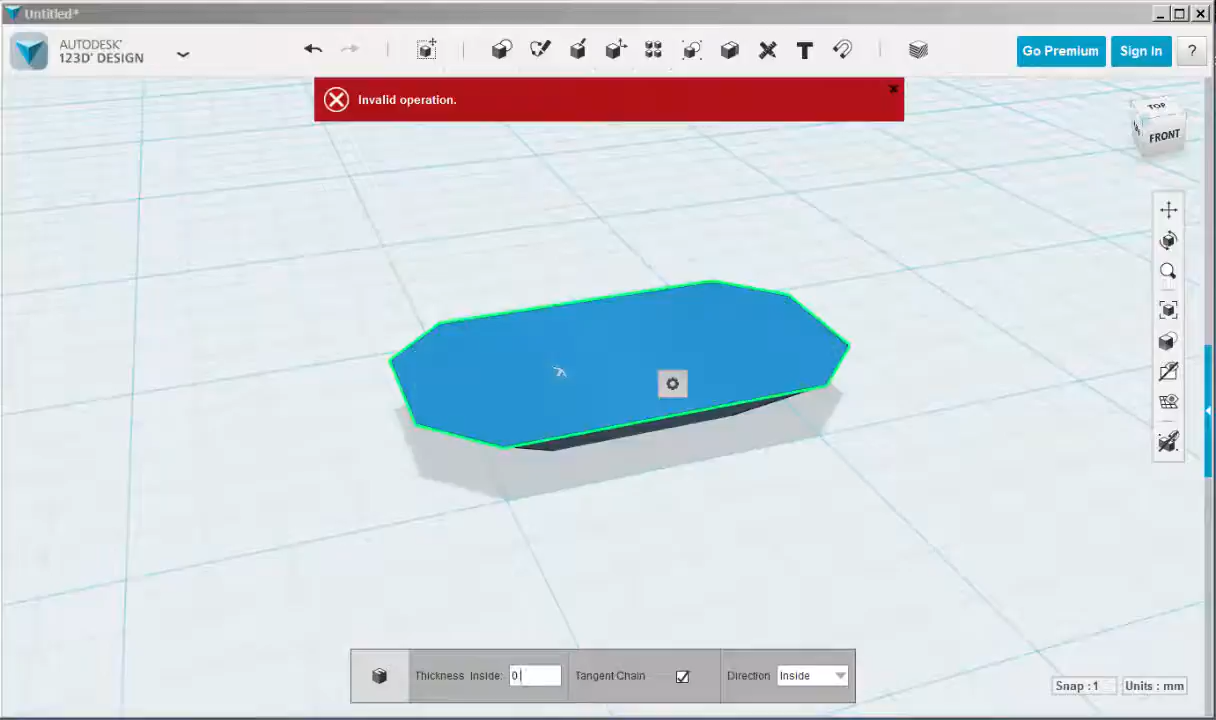 Untitled*
AUTODESK®
123D® DESIGN
T
Go Premium
Sign In
?
Invalid operation.
TOP
FRONT
Thickness Inside: 0
Tangent Chain
Direction Inside
Snap : 1
Units : mm